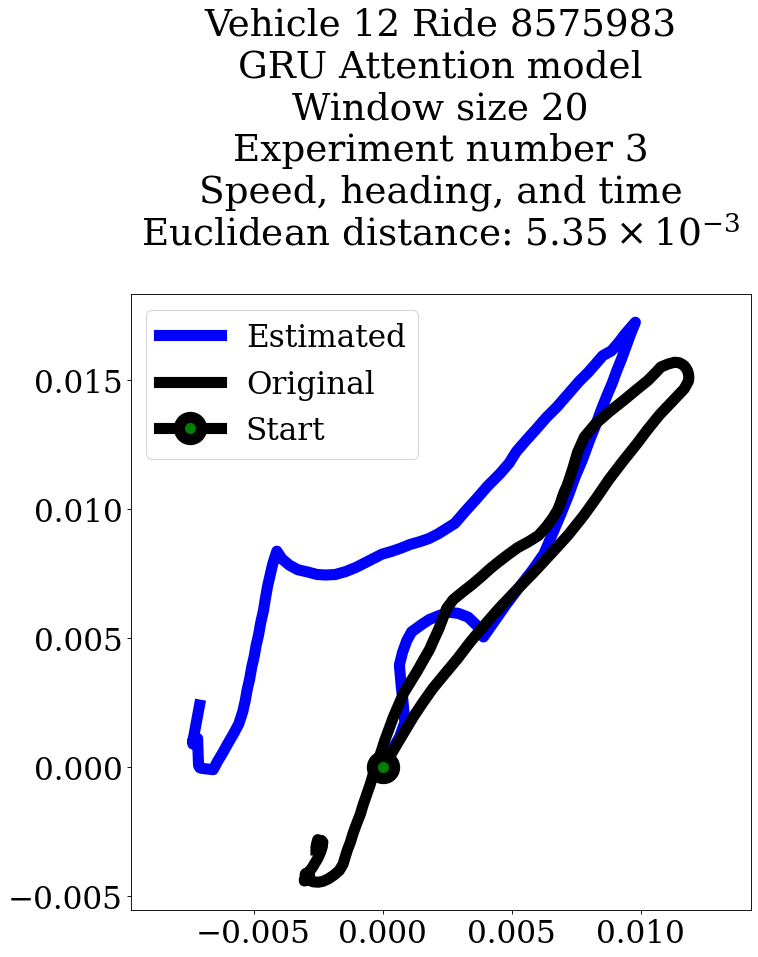 Vehicle 12 Ride 8575983
GRU Attention model
Window size 20
Experiment number 3
Speed, heading, and time
Euclidean distance: 5.35 × 10⁻³
Estimated
Original
Start
0.015
0.010
0.005
0.000
−0.005
−0.005 0.000 0.005 0.010